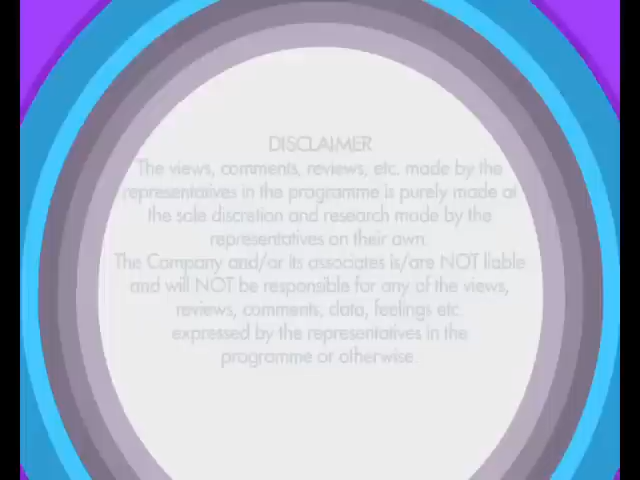 DISCLAIMER
The views, comments, reviews, etc. made by the
representatives in the programme is purely made at
the sole discretion and research made by the
representatives on their own.
The Company and/or its associates is/are NOT liable
and will NOT be responsible for any of the views,
reviews, comments, data, feelings etc
expressed by the representatives in the
programme or otherwise.